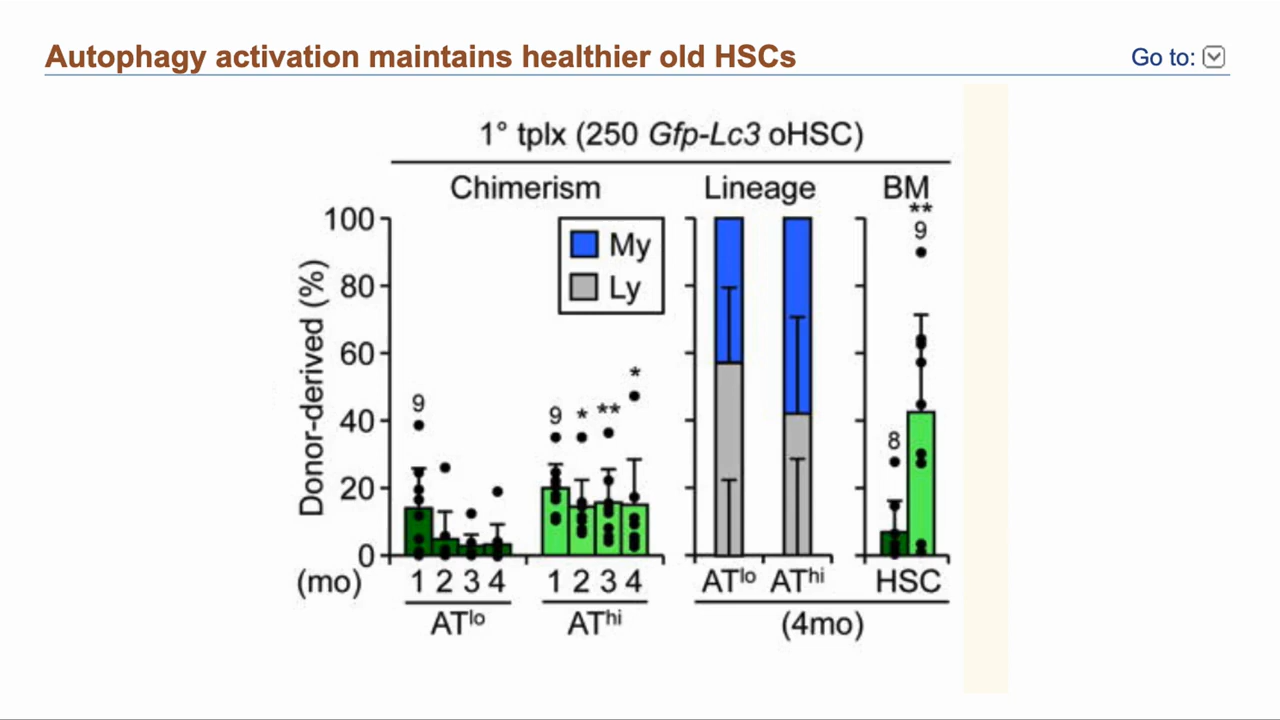 Autophagy activation maintains healthier old HSCs
Go to:
1° tplx (250 Gfp-Lc3 oHSC)
Chimerism Lineage BM
Donor-derived (%)
100
80
60
40
20
0
My
Ly
9
9 * ** *
8
**
9
(mo) 1 2 3 4 1 2 3 4
ATlo AThi
ATlo AThi HSC
(4mo)